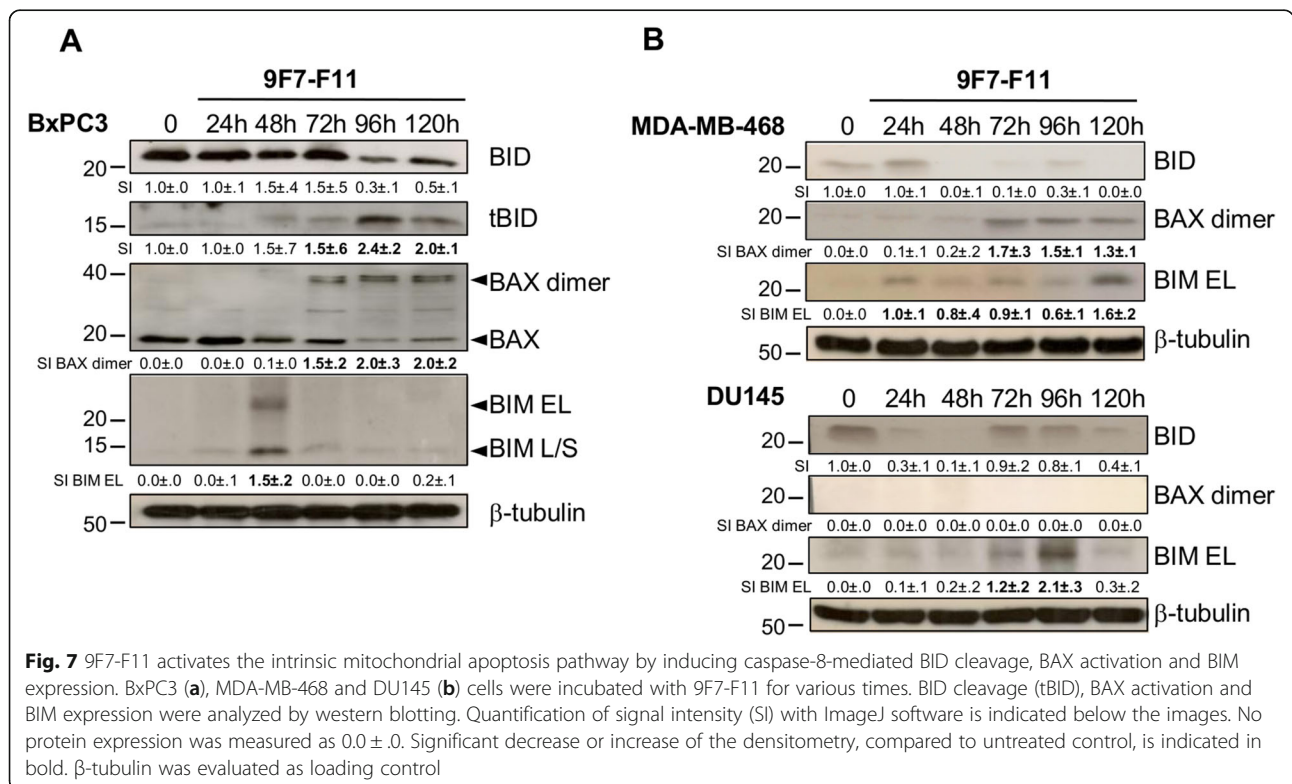 A
9F7-F11
BxPC3 0 24h 48h 72h 96h 120h
20 BID
SI 1.0±.0 1.0±.1 1.5±.4 1.5±.5 0.3±.1 0.5±.1
15 tBID
SI 1.0±.0 1.0±.0 1.5±.7 1.5±.6 2.4±.2 2.0±.1
40 BAX dimer
20 BAX
SI BAX dimer 0.0±.0 0.0±.0 0.1±.0 1.5±.2 2.0±.3 2.0±.2
20 BIM EL
15 BIM L/S
SI BIM EL 0.0±.0 0.0±.1 1.5±.2 0.0±.0 0.0±.0 0.2±.1
50 β-tubulin
B
9F7-F11
MDA-MB-468 0 24h 48h 72h 96h 120h
20 BID
SI 1.0±.0 1.0±.1 0.0±.1 0.1±.0 0.3±.1 0.0±.0
20 BAX dimer
SI BAX dimer 0.0±.0 0.1±.1 0.2±.2 1.7±.3 1.5±.1 1.3±.1
20 BIM EL
SI BIM EL 0.0±.0 1.0±.1 0.8±.4 0.9±.1 0.6±.1 1.6±.2
50 β-tubulin
DU145 0 24h 48h 72h 96h 120h
20 BID
SI 1.0±.0 0.3±.1 0.1±.1 0.9±.2 0.8±.1 0.4±.1
20 BAX dimer
SI BAX dimer 0.0±.0 0.0±.0 0.0±.0 0.0±.0 0.0±.0 0.0±.0
20 BIM EL
SI BIM EL 0.0±.0 0.1±.1 0.2±.2 1.2±.2 2.1±.3 0.3±.2
50 β-tubulin
Fig. 7 9F7-F11 activates the intrinsic mitochondrial apoptosis pathway by inducing caspase-8-mediated BID cleavage, BAX activation and BIM
expression. BxPC3 (a), MDA-MB-468 and DU145 (b) cells were incubated with 9F7-F11 for various times. BID cleavage (tBID), BAX activation and
BIM expression were analyzed by western blotting. Quantification of signal intensity (SI) with ImageJ software is indicated below the images. No
protein expression was measured as 0.0 ± .0. Significant decrease or increase of the densitometry, compared to untreated control, is indicated in
bold. β-tubulin was evaluated as loading control